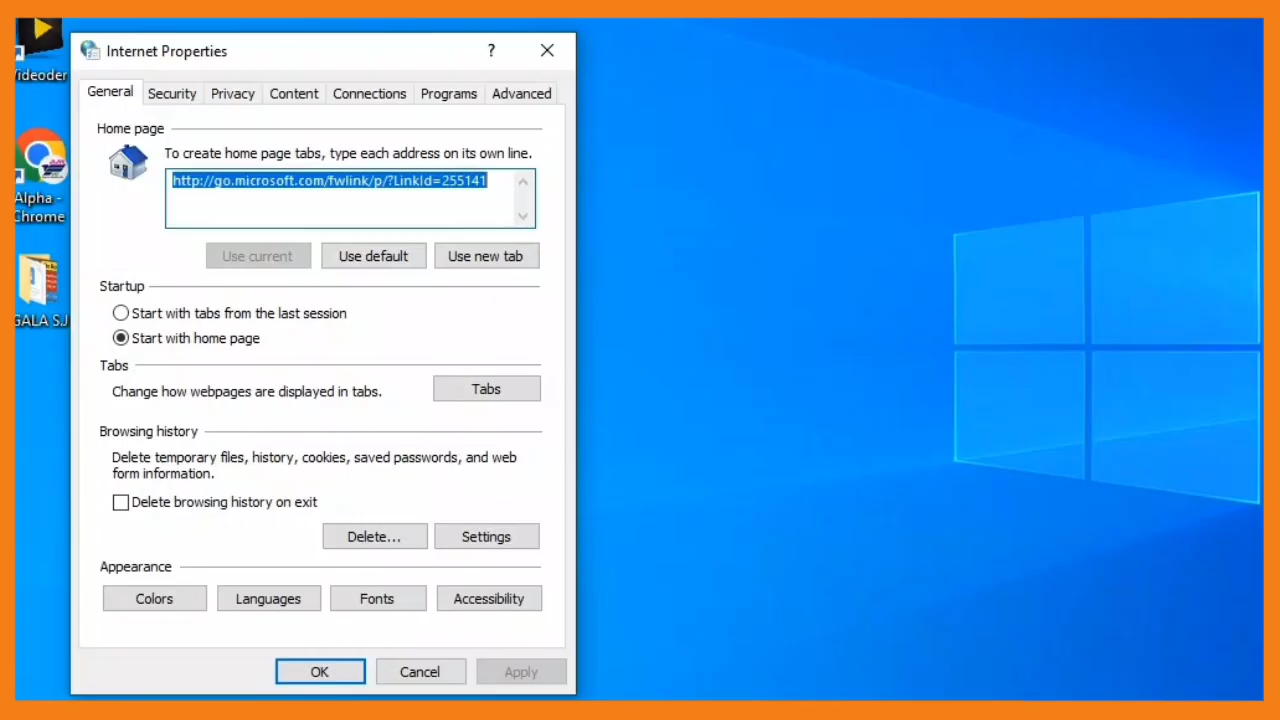 Internet Properties
?
General
Security
Privacy
Content
Connections
Programs
Advanced
Home page
To create home page tabs, type each address on its own line.
http://go.microsoft.com/fwlink/p/?LinkId=255141
Use current
Use default
Use new tab
Startup
Start with tabs from the last session
Start with home page
Tabs
Change how webpages are displayed in tabs.
Tabs
Browsing history
Delete temporary files, history, cookies, saved passwords, and web
form information.
Delete browsing history on exit
Delete...
Settings
Appearance
Colors
Languages
Fonts
Accessibility
OK
Cancel
Apply
Videoder
Alpha -
Chrome
GALA S.J